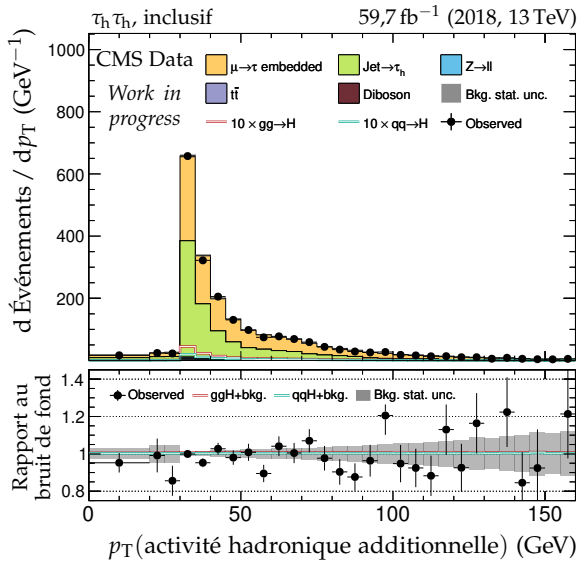 τₕτₕ, inclusif 59,7 fb⁻¹ (2018, 13 TeV)
CMS Data
Work in
progress
μ→τ embedded Jet→τₕ Z→ll
tt̄ Diboson Bkg. stat. unc.
10 × gg→H 10 × qq→H Observed
d Événements / dp_T (GeV⁻¹)
1000
800
600
400
200
Observed ggH+bkg. qqH+bkg. Bkg. stat. unc.
Rapport au
bruit de fond
1.4
1.2
1
0.8
0 50 100 150
p_T(activité hadronique additionnelle) (GeV)